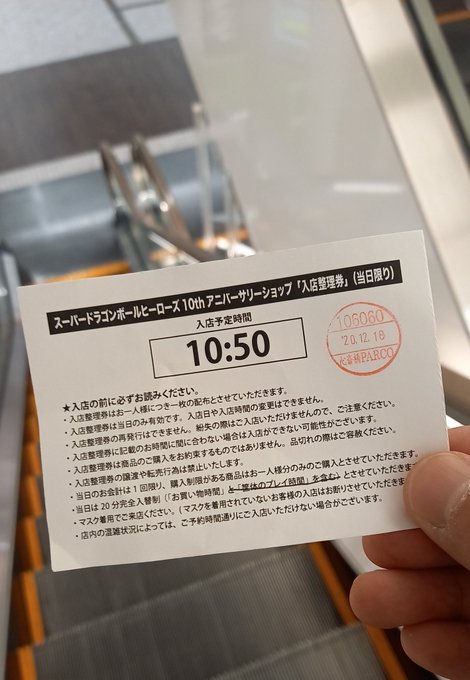 スーパードラゴンボールヒーローズ 10th アニバーサリーショップ「入店整理券」(当日限り)
入店予定時間
10:50
106060
'20.12.18
心斎橋PARCO
★入店の前に必ずお読みください。
・入店整理券はお一人様につき一枚の配布とさせていただきます。
・入店整理券は当日のみ有効です。入店日や入店時間の変更はできません。
・入店整理券の再発行はできません。紛失の際はご入店いただけませんので、ご注意ください。
・入店整理券に記載のお時間に間に合わない場合は入店ができない可能性がございます。
・入店整理券は商品のご購入をお約束するものではありません。品切れの際はご容赦ください。
・入店整理券の譲渡や転売行為は禁止いたします。
・当日のお会計は1回限り、購入制限がある商品はお一人様分のみのご購入とさせていただきます。
・当日は20分完全入替制(「お買い物時間」と「筐体のプレイ時間」を含む)とさせていただきます
・マスク着用でご来店ください。(マスクを着用されていないお客様の入店はお断りさせていただきま
・店内の混雑状況によっては、ご予約時間通りにご入店いただけない場合がございます。